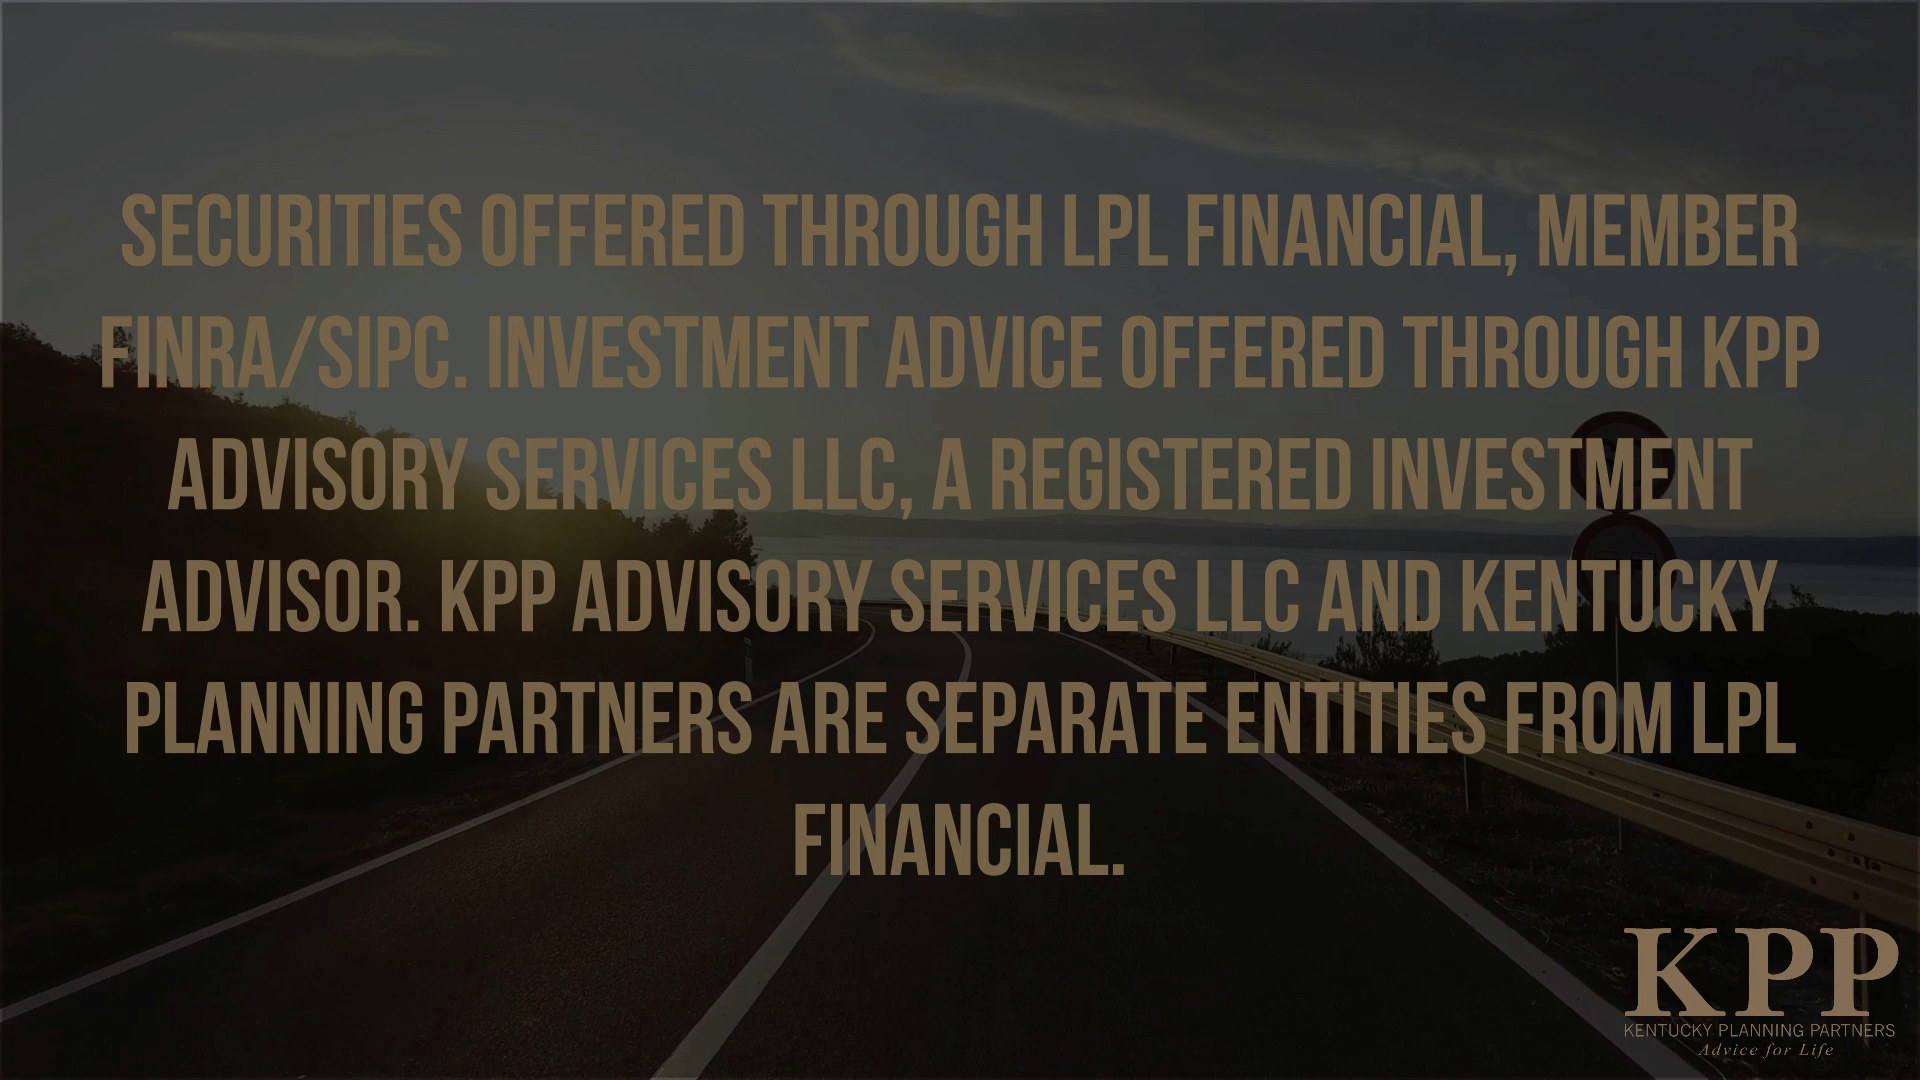 SECURITIES OFFERED THROUGH LPL FINANCIAL, MEMBER
FINRA/SIPC. INVESTMENT ADVICE OFFERED THROUGH KPP
ADVISORY SERVICES LLC, A REGISTERED INVESTMENT
ADVISOR. KPP ADVISORY SERVICES LLC AND KENTUCKY
PLANNING PARTNERS ARE SEPARATE ENTITIES FROM LPL
FINANCIAL.
KPP
KENTUCKY PLANNING PARTNERS
Advice for Life